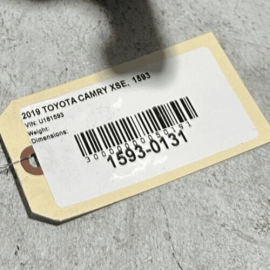 2019 TOYOTA CAMRY XSE, 1593
VIN: U181593
Weight:
Dimensions:
1593-0131